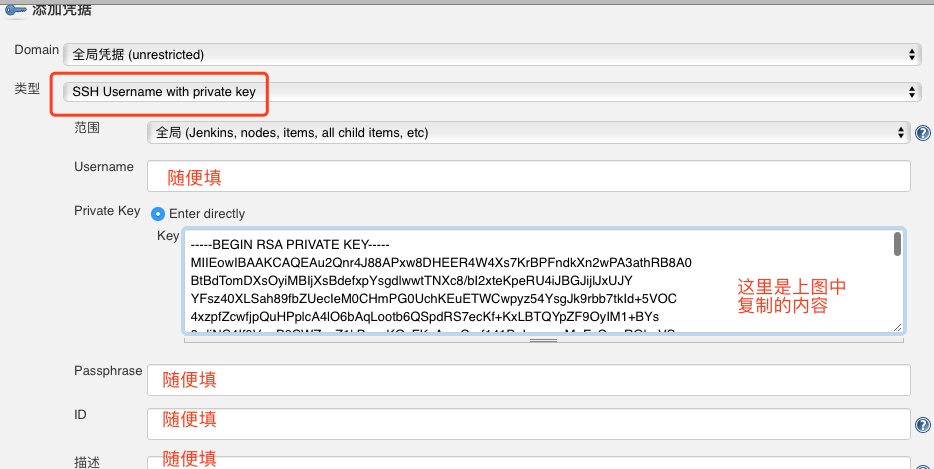 添加凭据
Domain 全局凭据 (unrestricted)
类型 SSH Username with private key
范围 全局 (Jenkins, nodes, items, all child items, etc)
Username 随便填
Private Key Enter directly
Key
-----BEGIN RSA PRIVATE KEY-----
MIIEowIBAAKCAQEAu2Qnr4J88APxw8DHEER4W4Xs7KrBPFndkXn2wPA3athRB8A0
BtBdTomDXsOyiMBIjXsBdefxpYsgdlwwtTNXc8/bI2xteKpeRU4iJBGJijlJxUJY
YFsz40XLSah89fbZUecIeM0CHmPG0UchKEuETWCwpyz54YsgJk9rbb7tkId+5VOC
4xzpfZcwfjpQuHPplcA4lO6bAqLootb6QSpdRS7ecKf+KxLBTQYpZF9OyIM1+BYs
这里是上图中
复制的内容
Passphrase 随便填
ID 随便填
描述 随便填